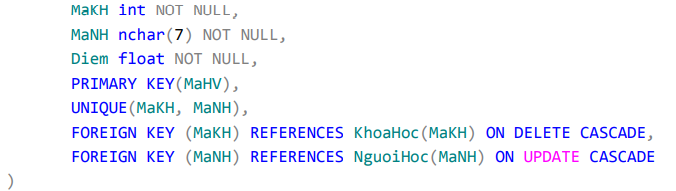 MaKH int NOT NULL,
MaNH nchar(7) NOT NULL,
Diem float NOT NULL,
PRIMARY KEY(MaHV),
UNIQUE(MaKH, MaNH),
FOREIGN KEY (MaKH) REFERENCES KhoaHoc(MaKH) ON DELETE CASCADE,
FOREIGN KEY (MaNH) REFERENCES NguoiHoc(MaNH) ON UPDATE CASCADE
)